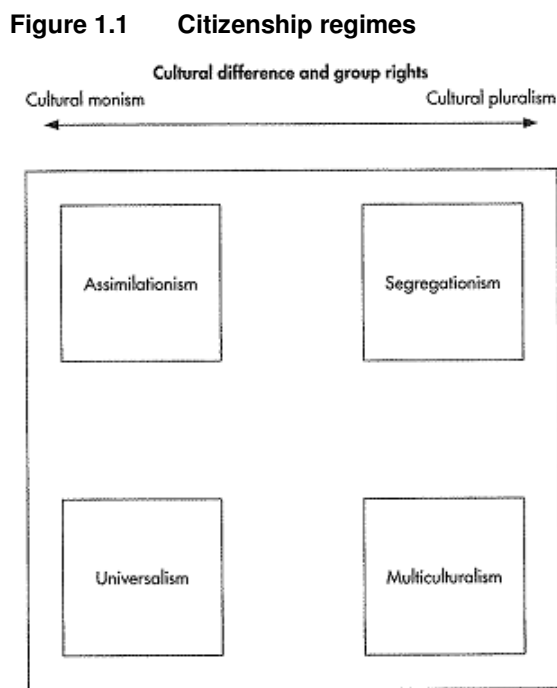 Figure 1.1 Citizenship regimes
Cultural difference and group rights
Cultural monism Cultural pluralism
Assimilationism Segregationism
Universalism Multiculturalism